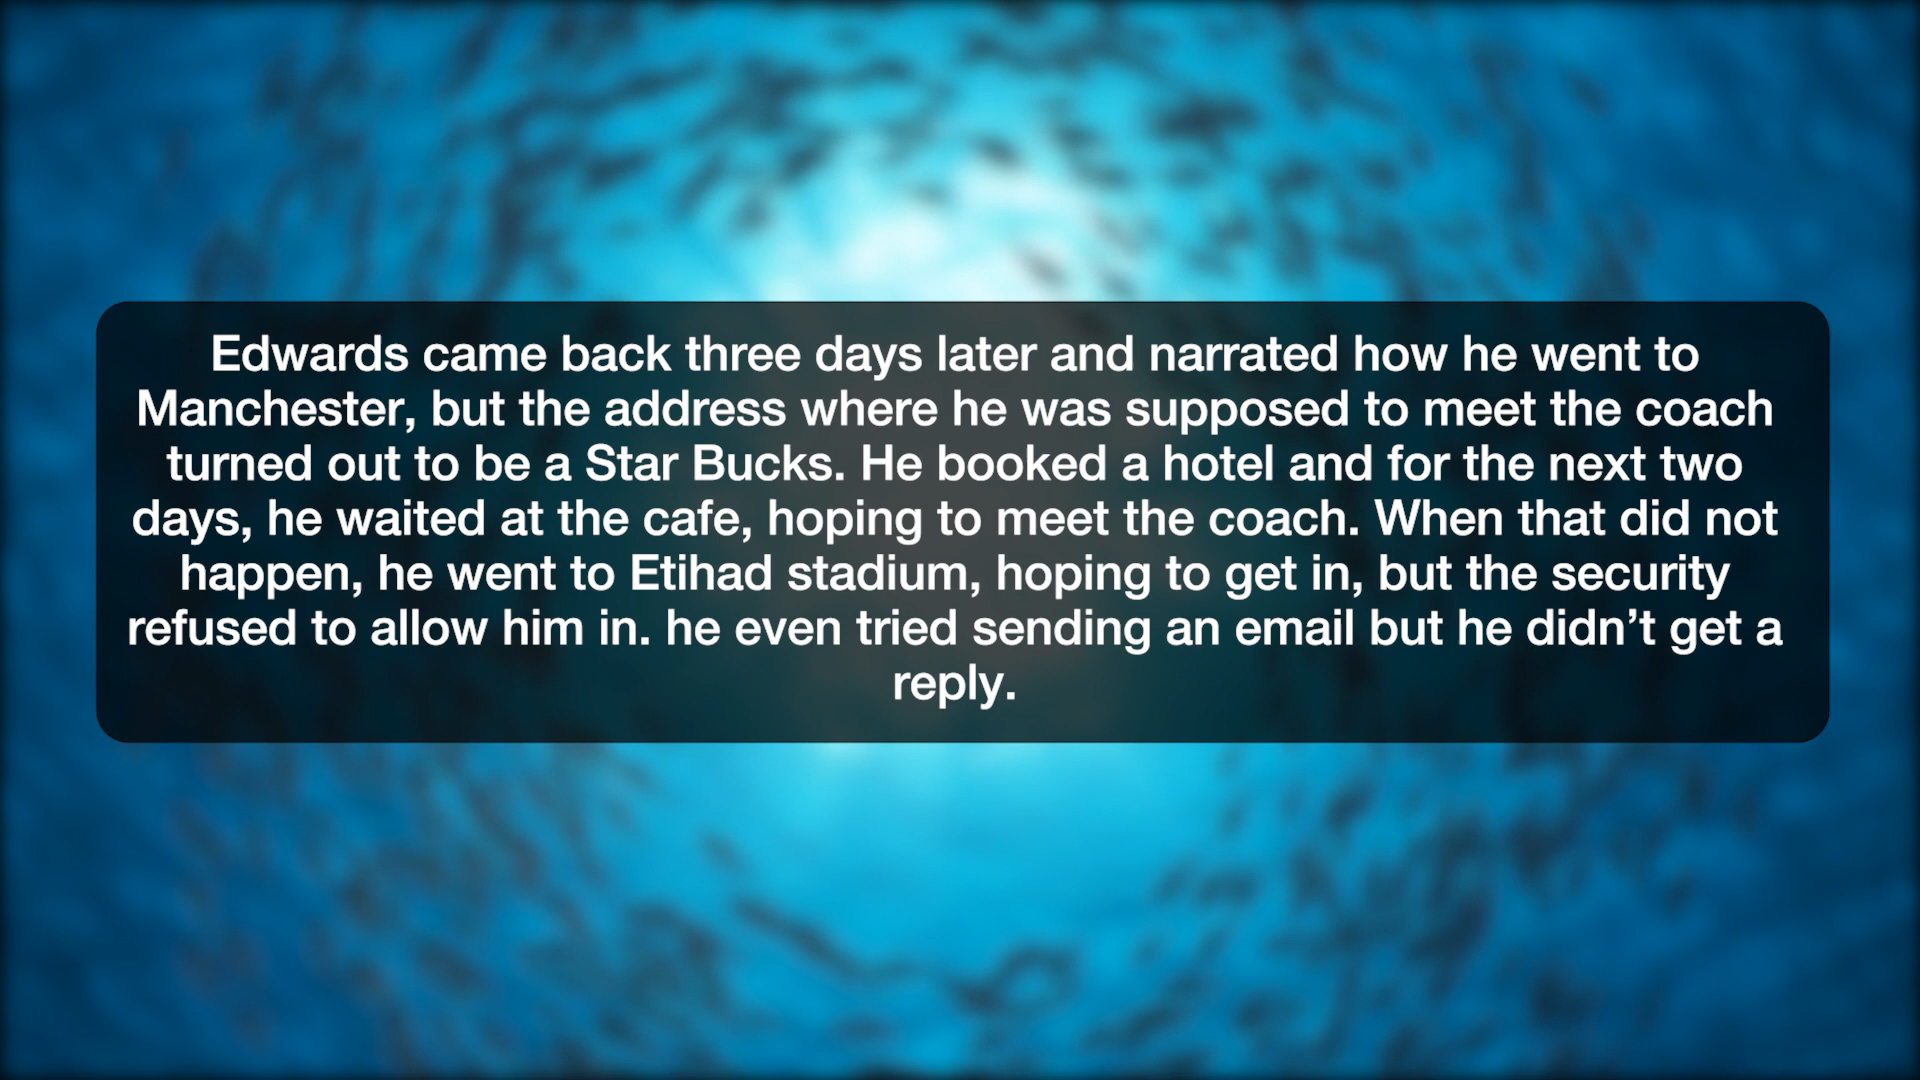 Edwards came back three days later and narrated how he went to
Manchester, but the address where he was supposed to meet the coach
turned out to be a Star Bucks. He booked a hotel and for the next two
days, he waited at the cafe, hoping to meet the coach. When that did not
happen, he went to Etihad stadium, hoping to get in, but the security
refused to allow him in. he even tried sending an email but he didn’t get a
reply.